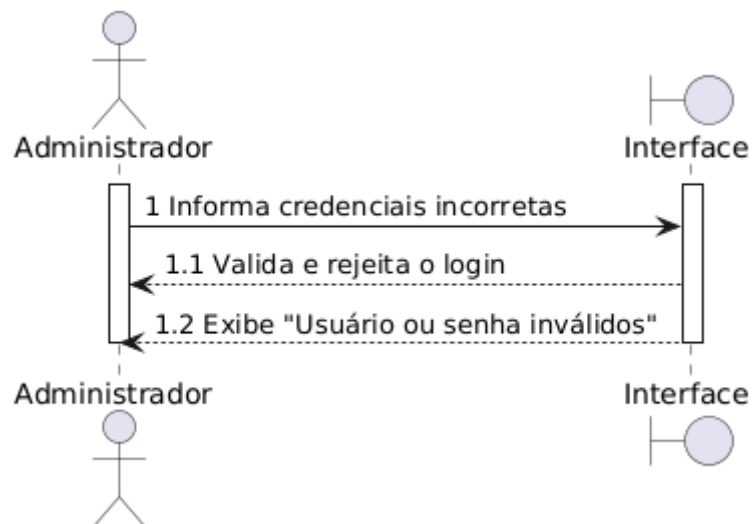 Administrador
Interface
1 Informa credenciais incorretas
1.1 Valida e rejeita o login
1.2 Exibe "Usuário ou senha inválidos"
Administrador
Interface